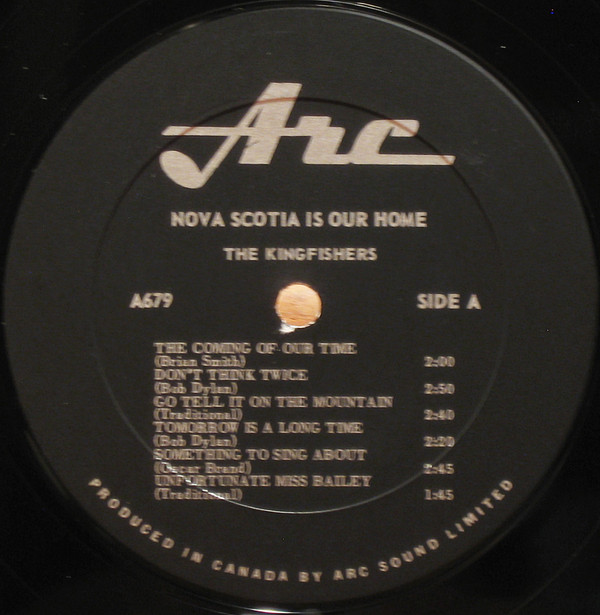 Arc
NOVA SCOTIA IS OUR HOME
THE KINGFISHERS
A679 SIDE A
THE COMING OF OUR TIME
(Brian Smith) 2:00
DON'T THINK TWICE
(Bob Dylan) 2:50
GO TELL IT ON THE MOUNTAIN
(Traditional) 2:40
TOMORROW IS A LONG TIME
(Bob Dylan) 2:20
SOMETHING TO SING ABOUT
(Oscar Brand) 2:45
UNFORTUNATE MISS BAILEY
(Traditional) 1:45
PRODUCED IN CANADA BY ARC SOUND LIMITED